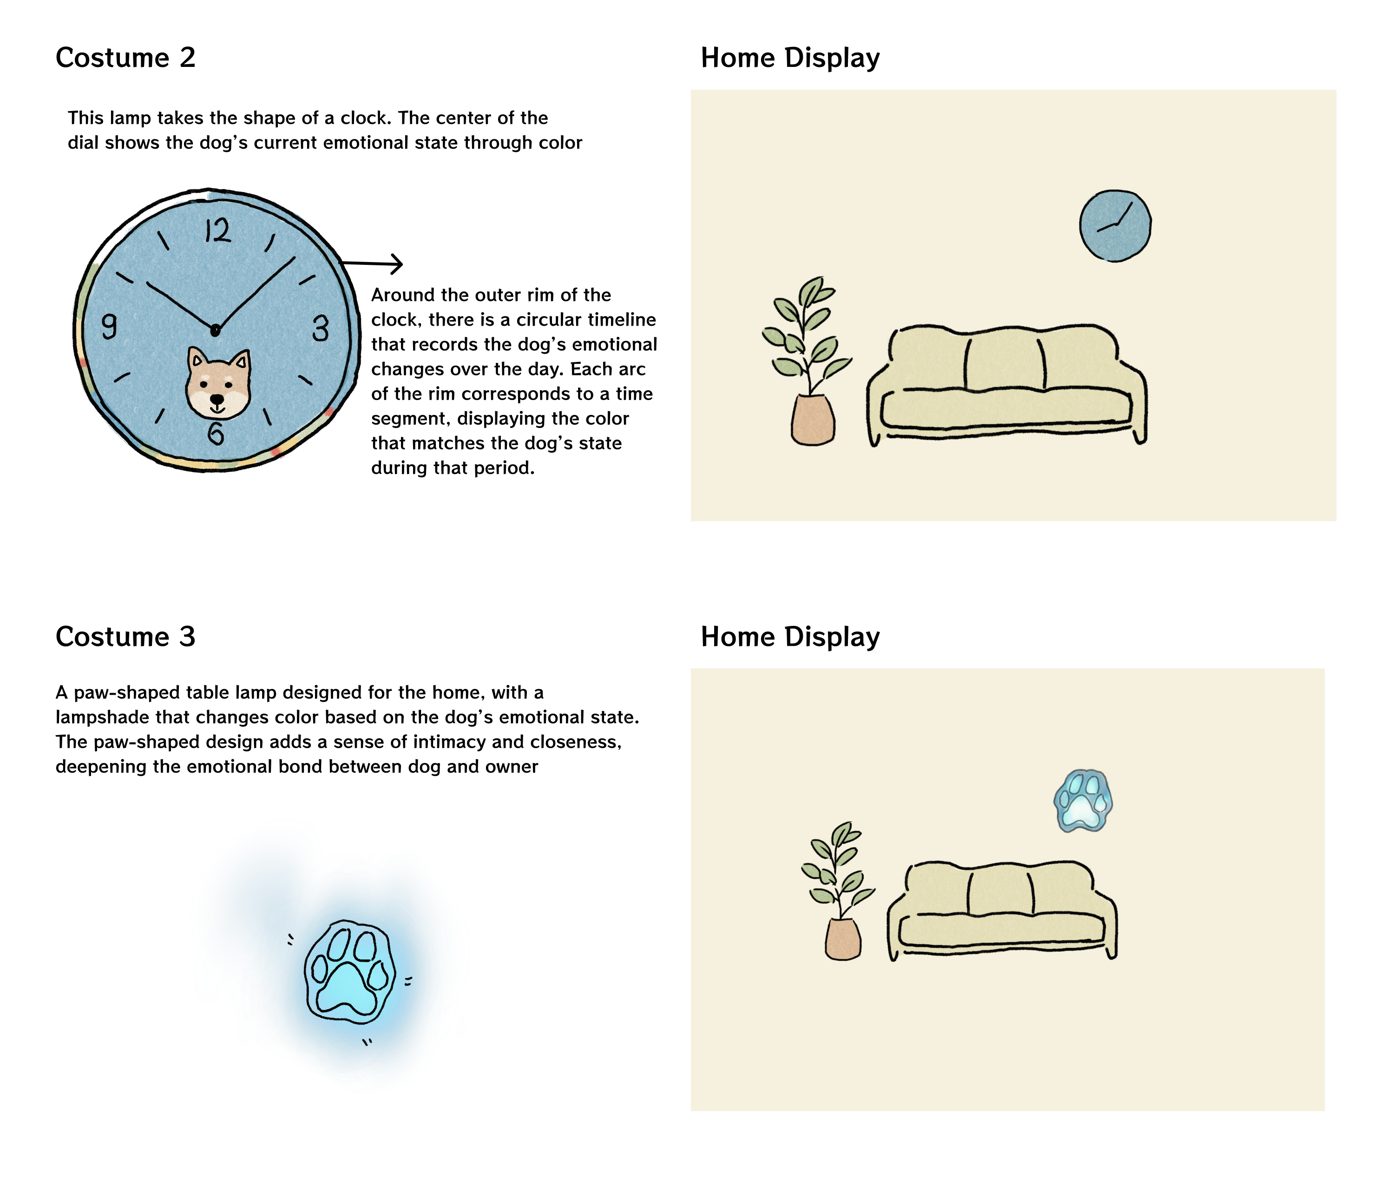 Costume 2
This lamp takes the shape of a clock. The center of the
dial shows the dog's current emotional state through color
12
9
3
6
Around the outer rim of the
clock, there is a circular timeline
that records the dog's emotional
changes over the day. Each arc
of the rim corresponds to a time
segment, displaying the color
that matches the dog's state
during that period.
Home Display
Costume 3
A paw-shaped table lamp designed for the home, with a
lampshade that changes color based on the dog's emotional state.
The paw-shaped design adds a sense of intimacy and closeness,
deepening the emotional bond between dog and owner
Home Display